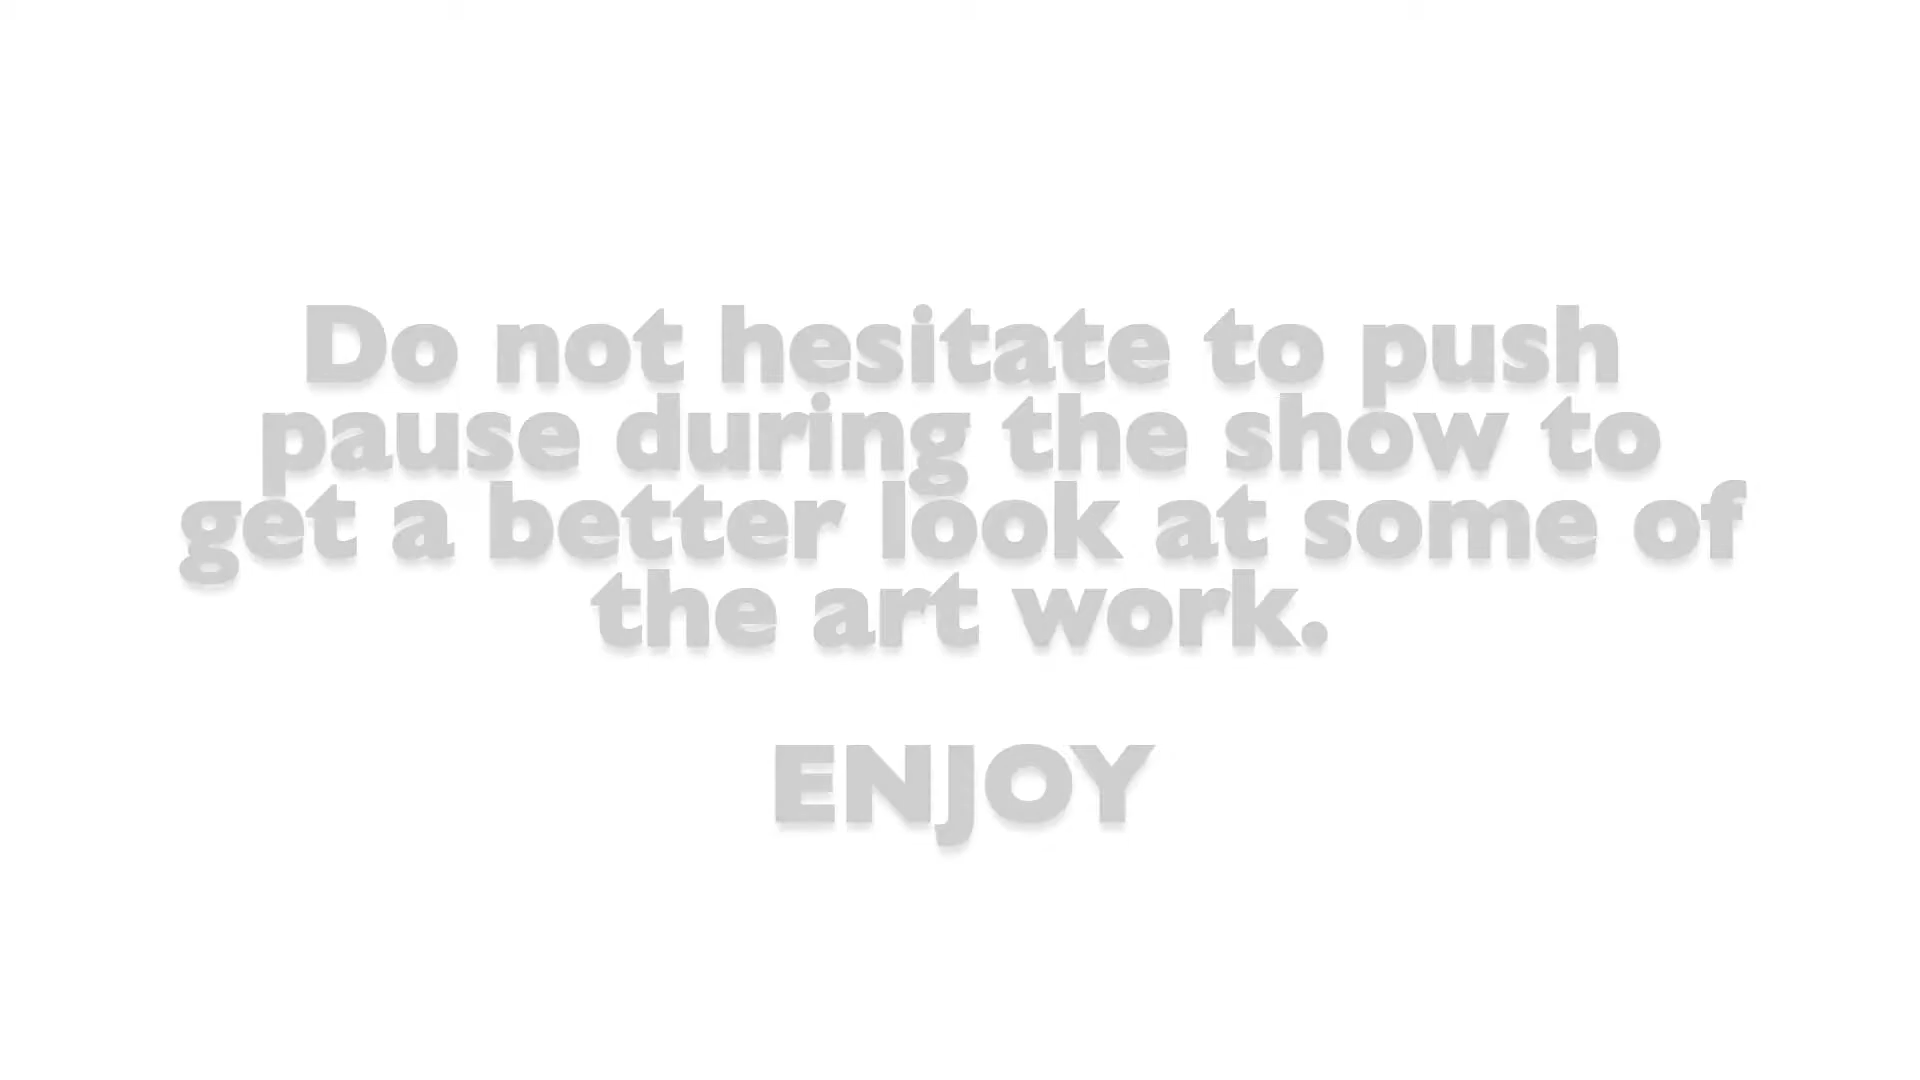 Do not hesitate to push
pause during the show to
get a better look at some of
the art work.
ENJOY